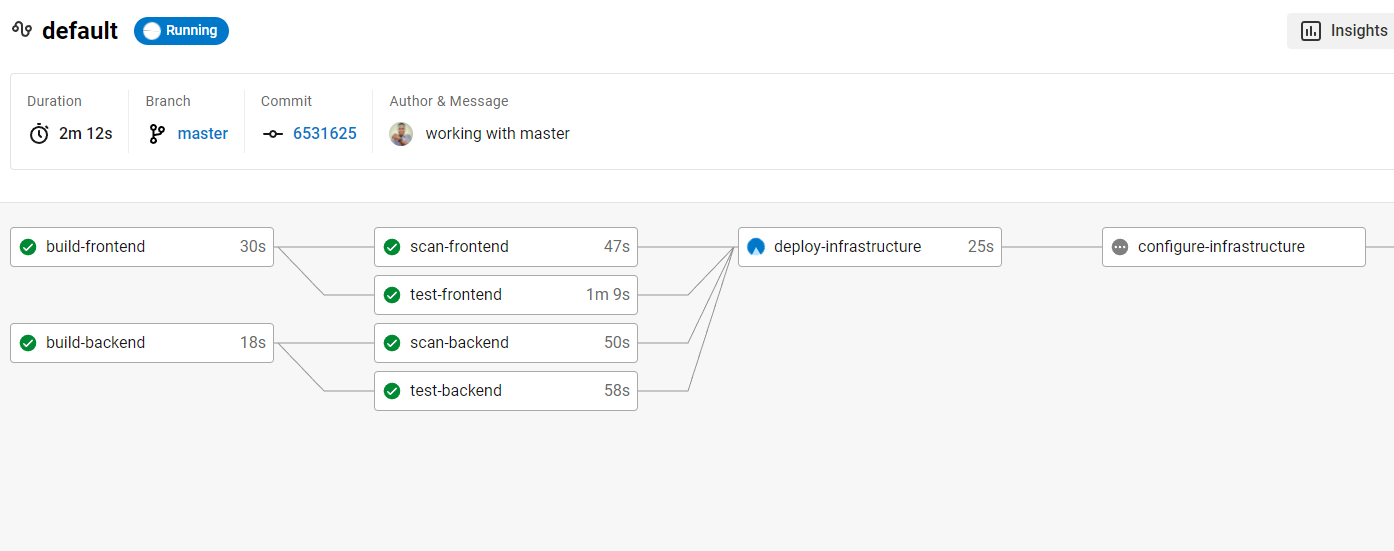 default Running Insights
Duration Branch Commit Author & Message
2m 12s master 6531625 working with master
build-frontend 30s scan-frontend 47s deploy-infrastructure 25s configure-infrastructure
test-frontend 1m 9s
build-backend 18s scan-backend 50s
test-backend 58s